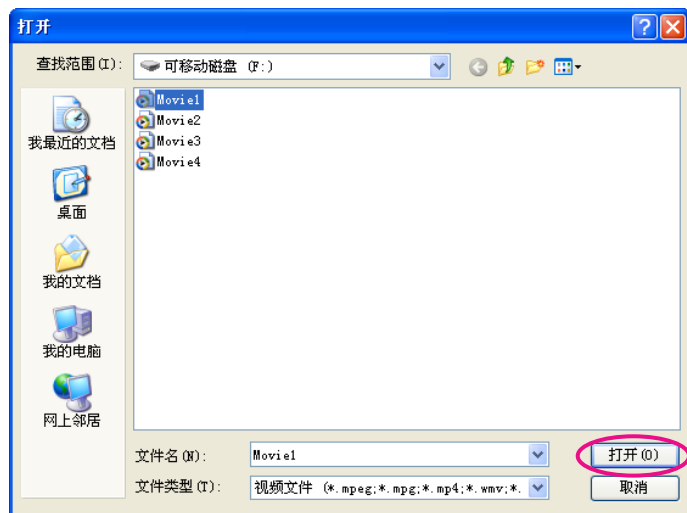 打开
查找范围(I):
可移动磁盘 (F:)
Movie1
Movie2
Movie3
Movie4
我最近的文档
桌面
我的文档
我的电脑
网上邻居
文件名(N):
Movie1
打开(O)
文件类型(T):
视频文件 (*.mpeg;*.mpg;*.mp4;*.wmv;*.
取消